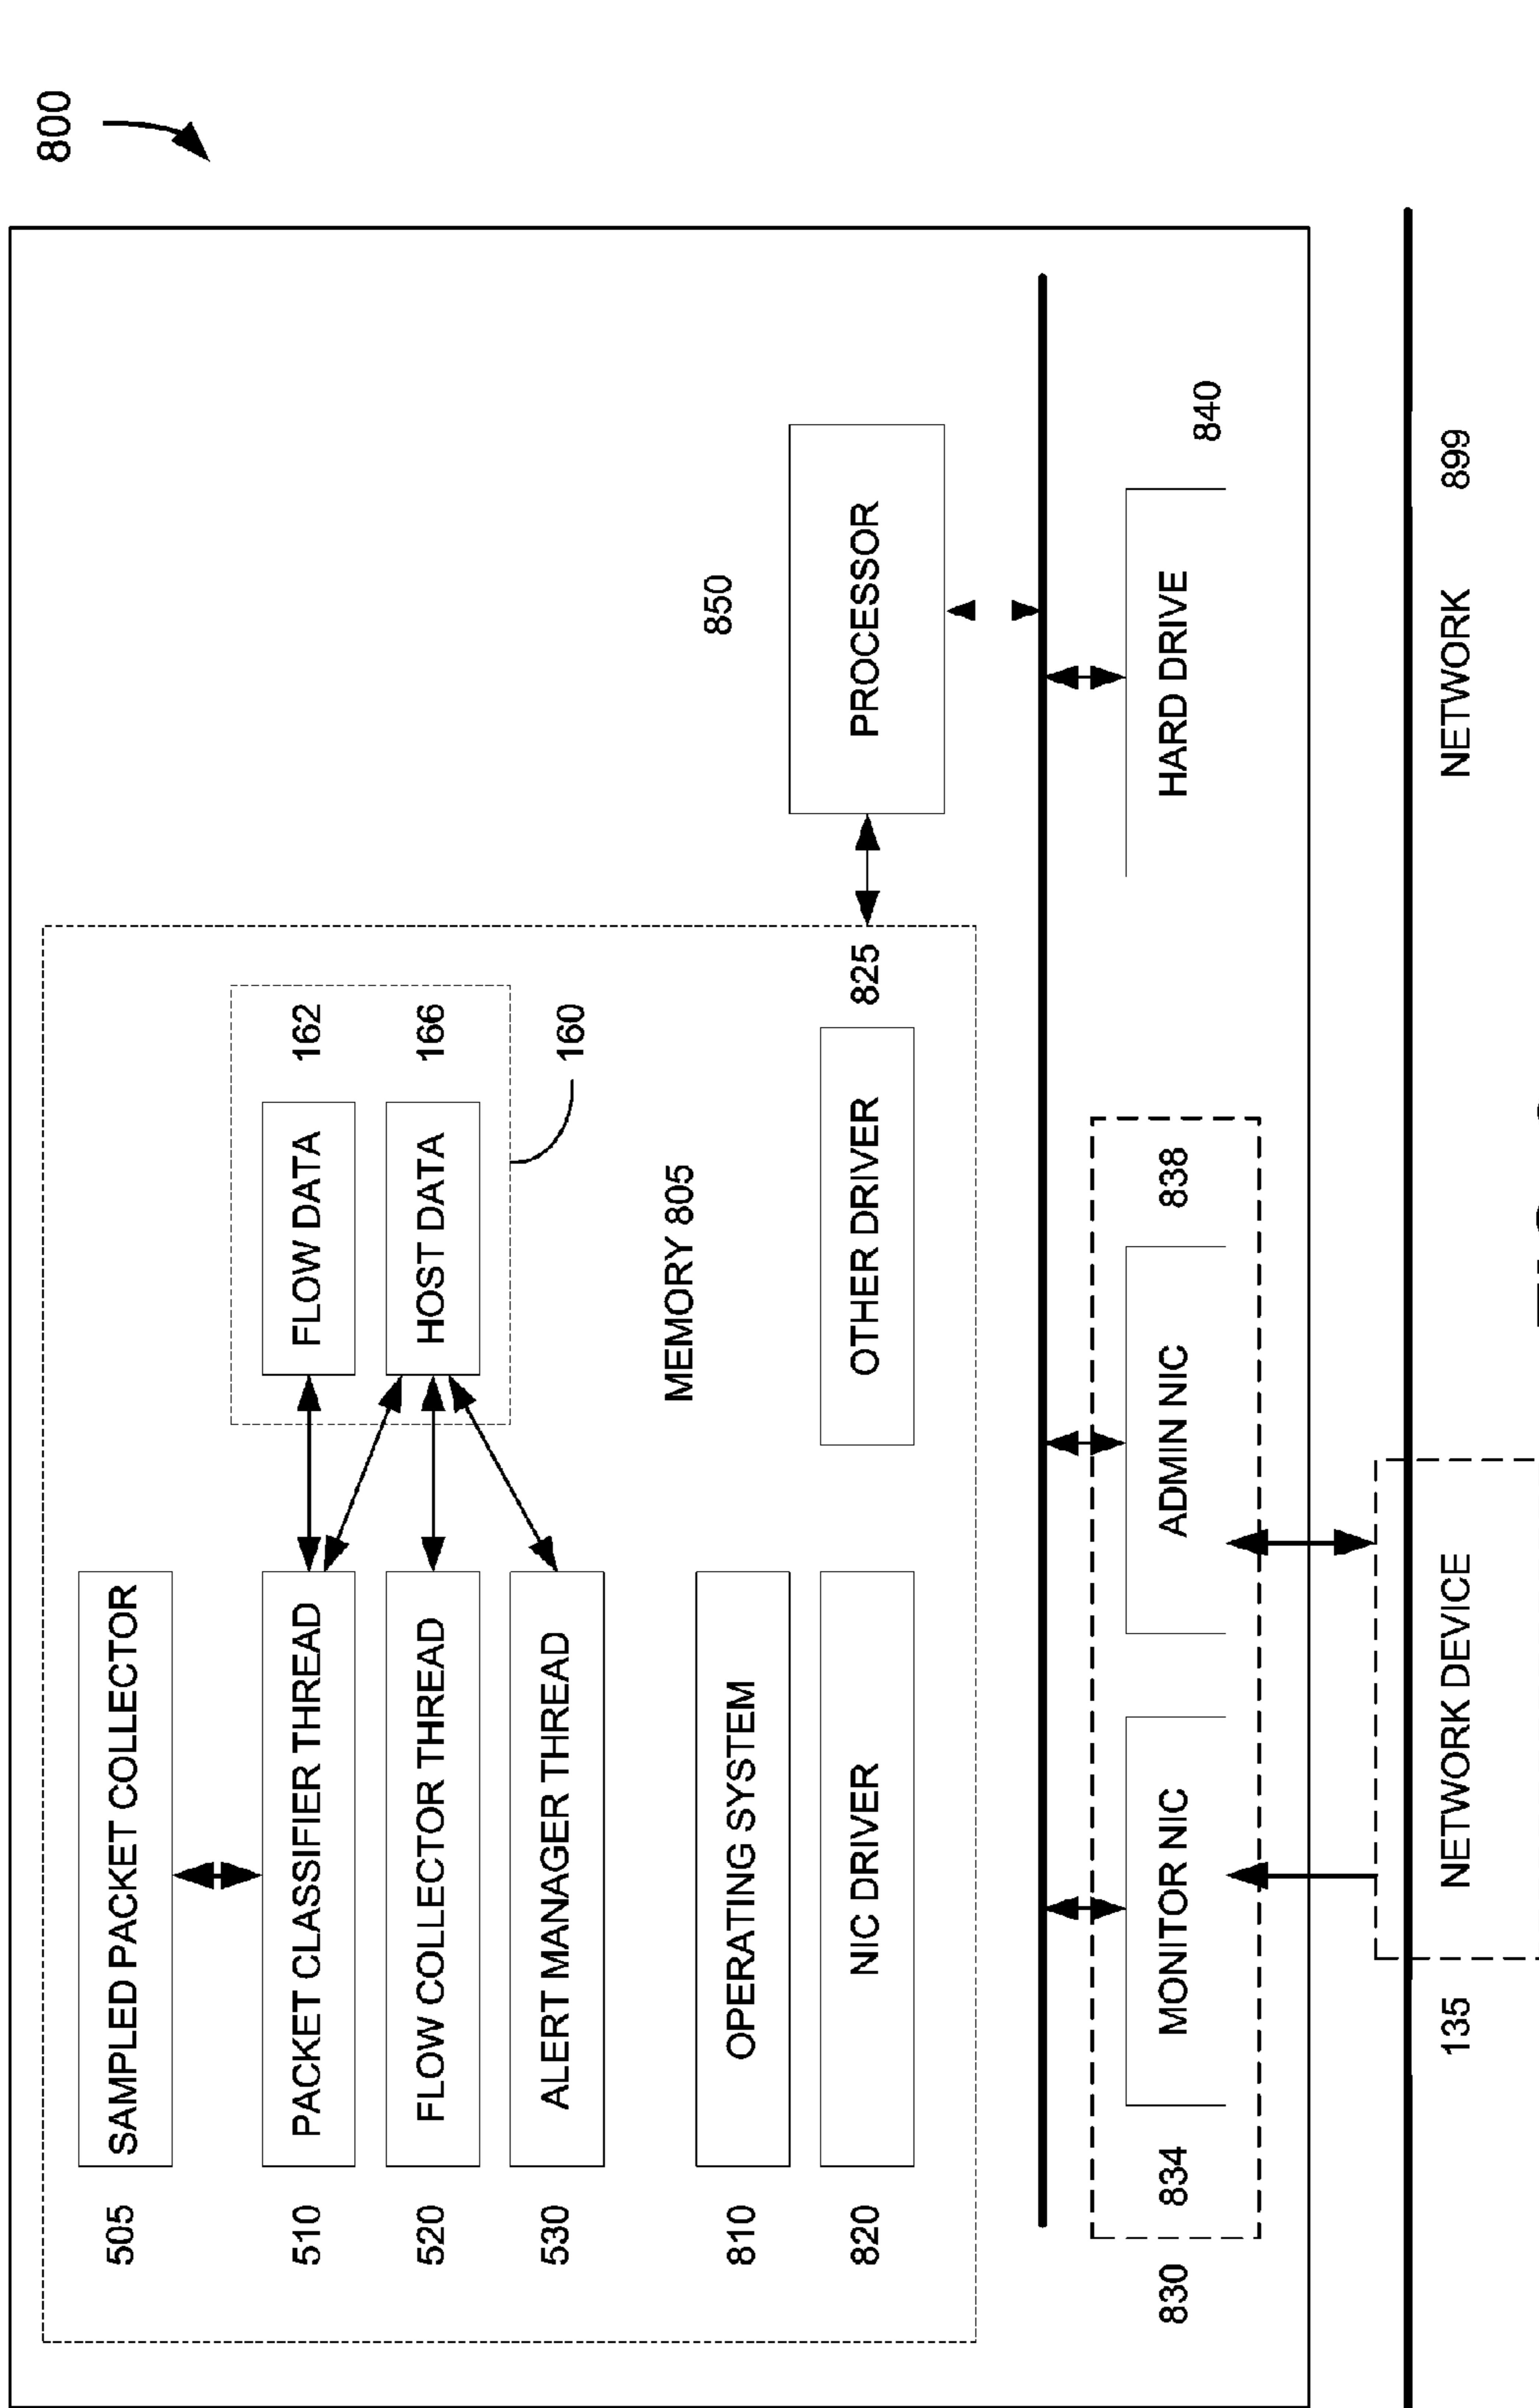 800
505 SAMPLED PACKET COLLECTOR
510 PACKET CLASSIFIER THREAD
FLOW DATA 162
520 FLOW COLLECTOR THREAD
HOST DATA 166
530 ALERT MANAGER THREAD
160
MEMORY 805
850
810 OPERATING SYSTEM
820 NIC DRIVER
OTHER DRIVER 825
PROCESSOR
830
834 MONITOR NIC
ADMIN NIC 838
HARD DRIVE
840
135 NETWORK DEVICE
NETWORK 899